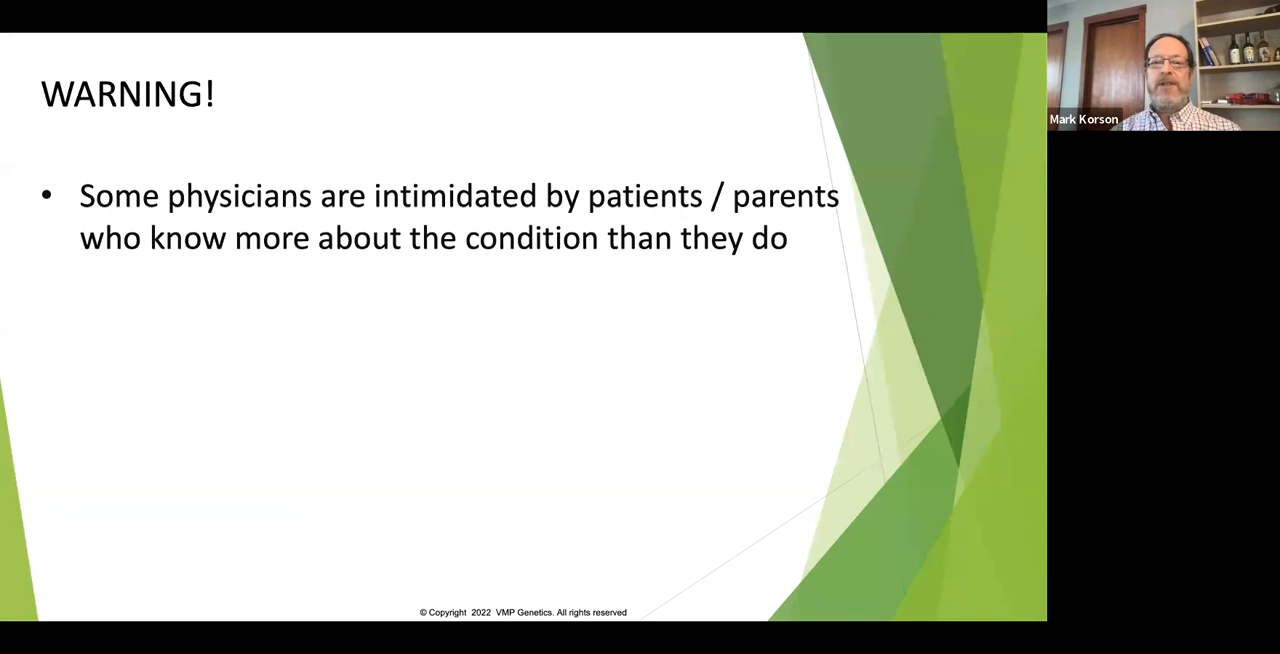 WARNING!
• Some physicians are intimidated by patients / parents
who know more about the condition than they do
© Copyright 2022 VMP Genetics. All rights reserved
Mark Korson